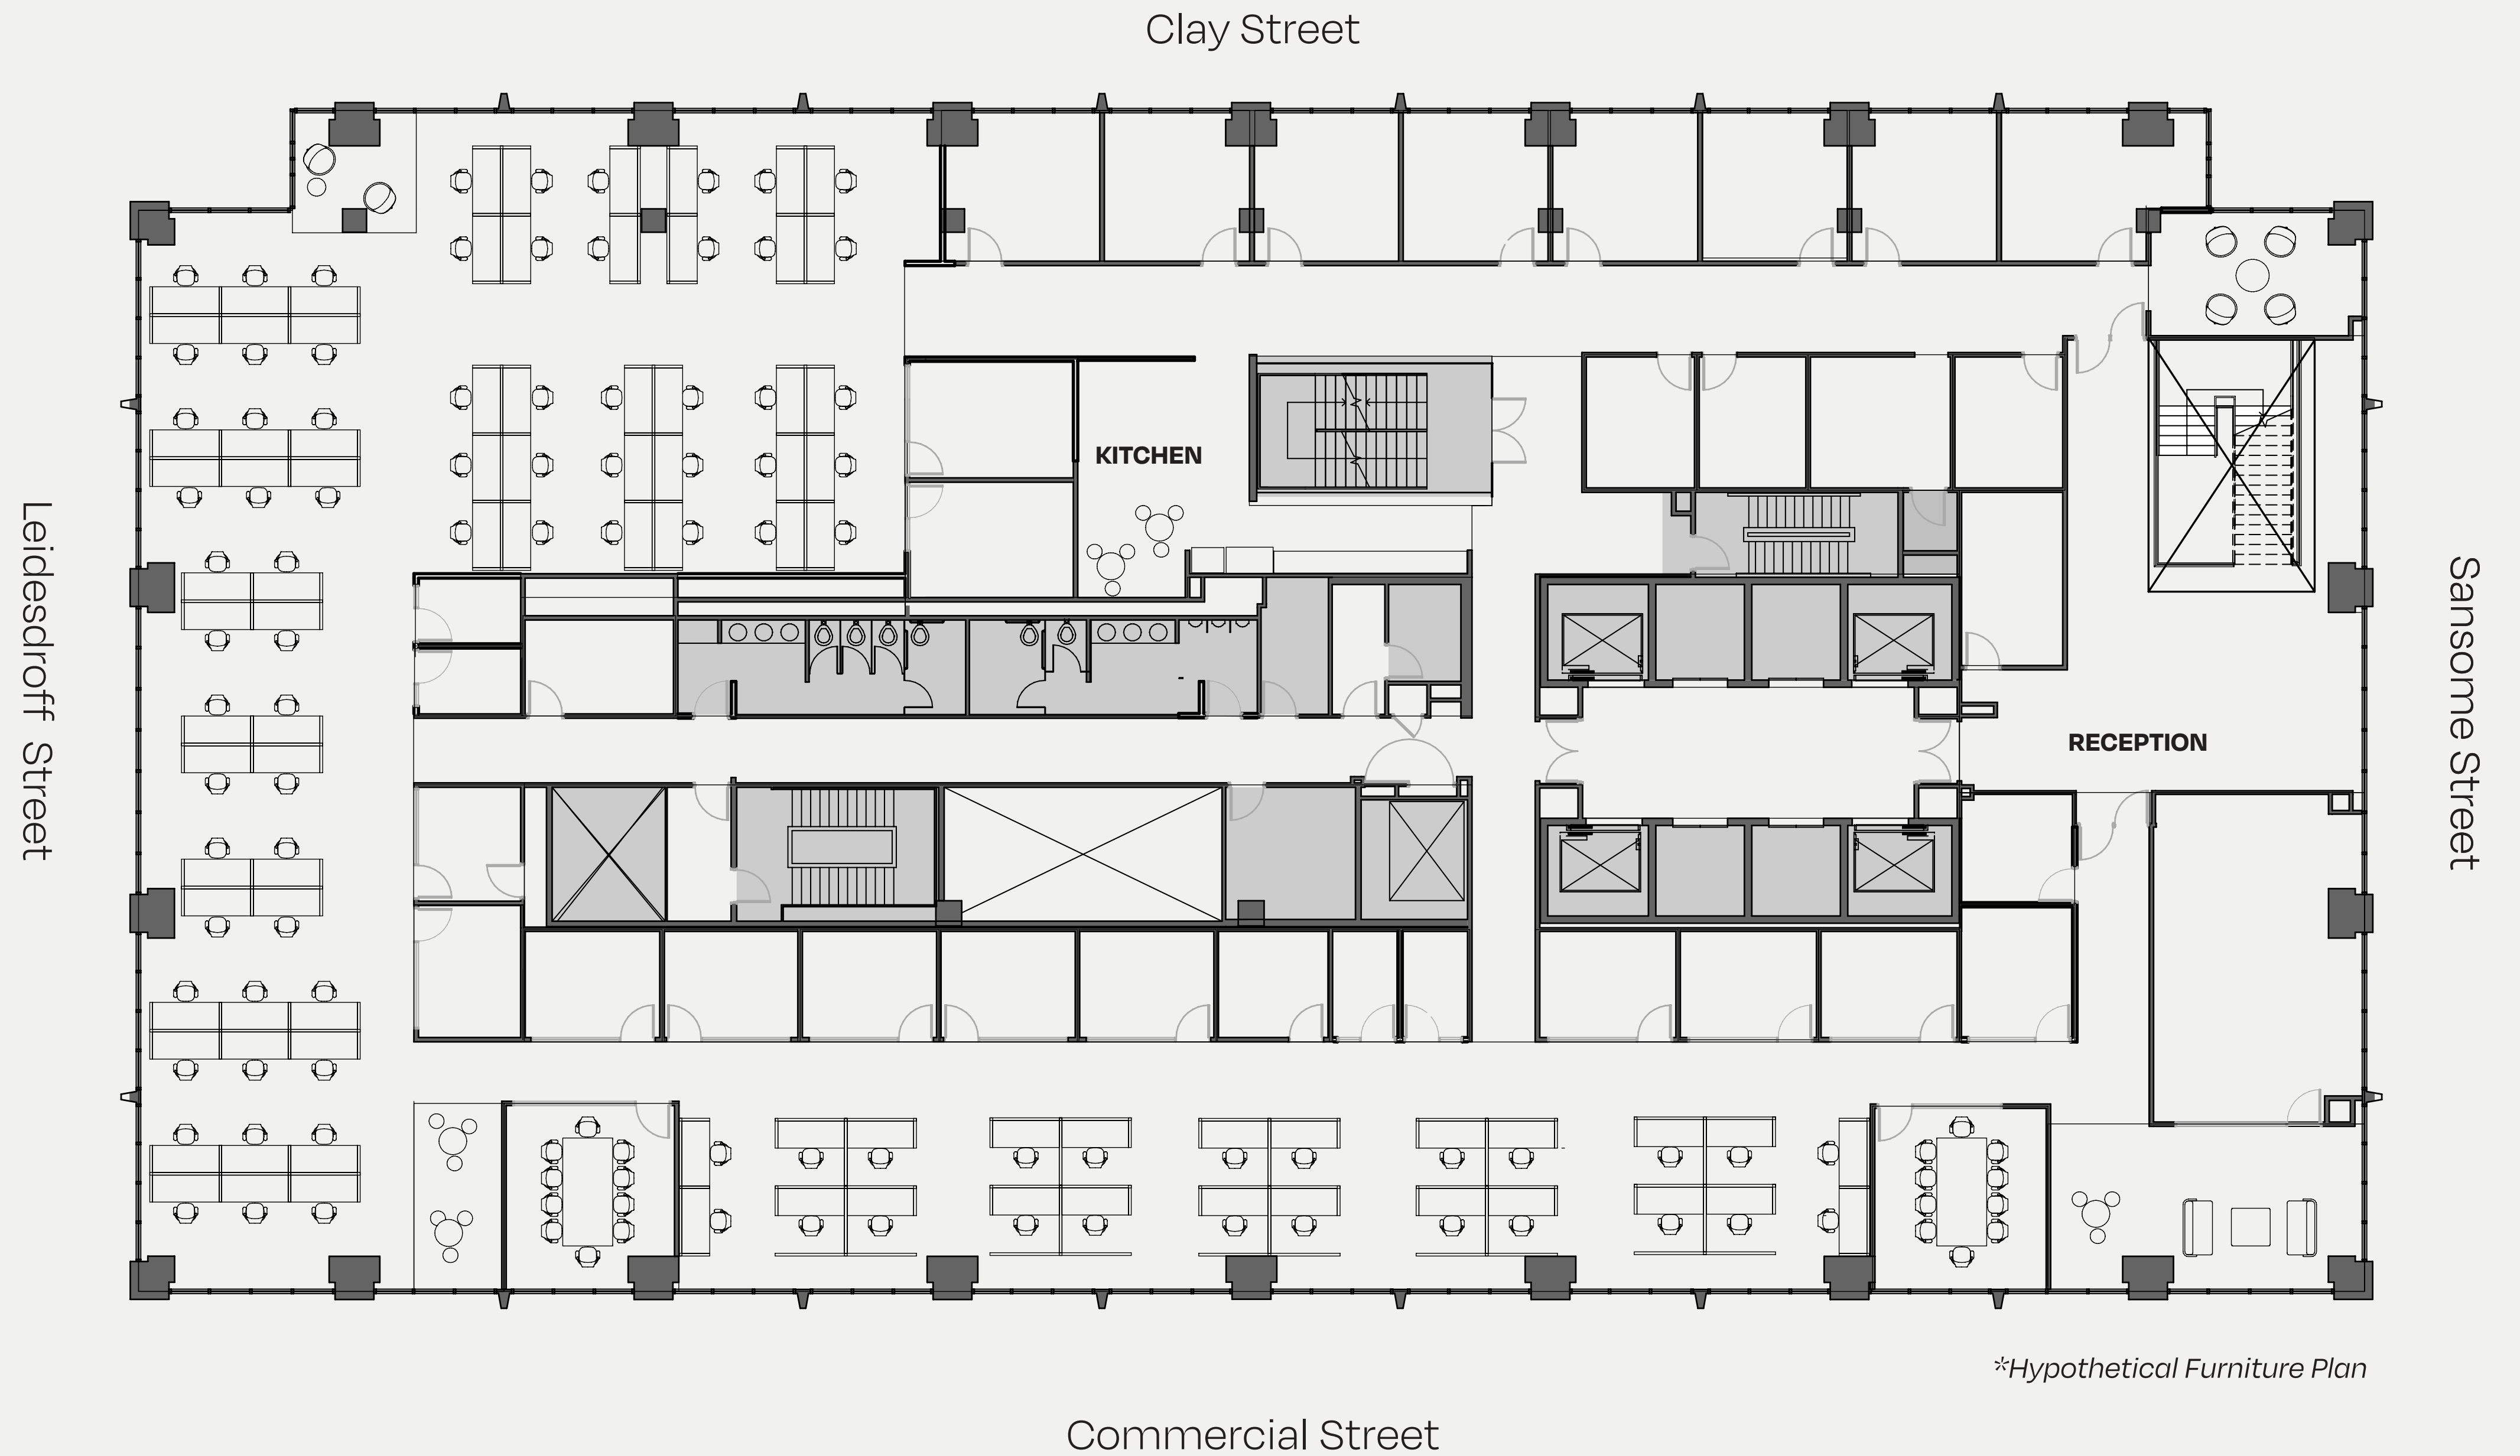 Clay Street
KITCHEN
Leidesdroff Street
Sansome Street
RECEPTION
*Hypothetical Furniture Plan
Commercial Street